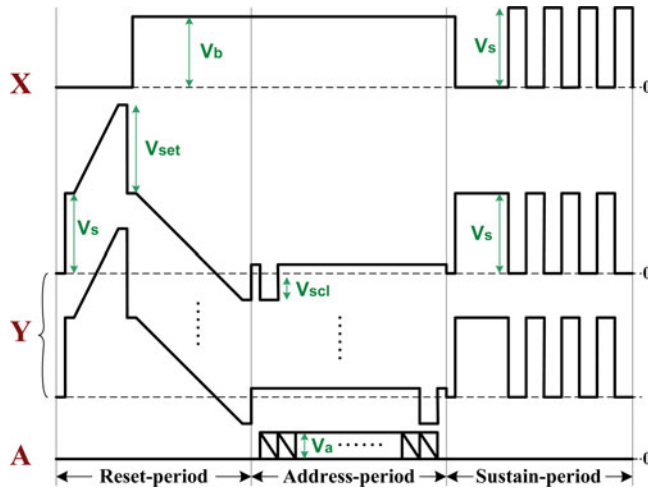 X
Vb
Vs
0
Vset
Vs
Vs
Vscl
0
Y
A
Va
0
Reset-period
Address-period
Sustain-period